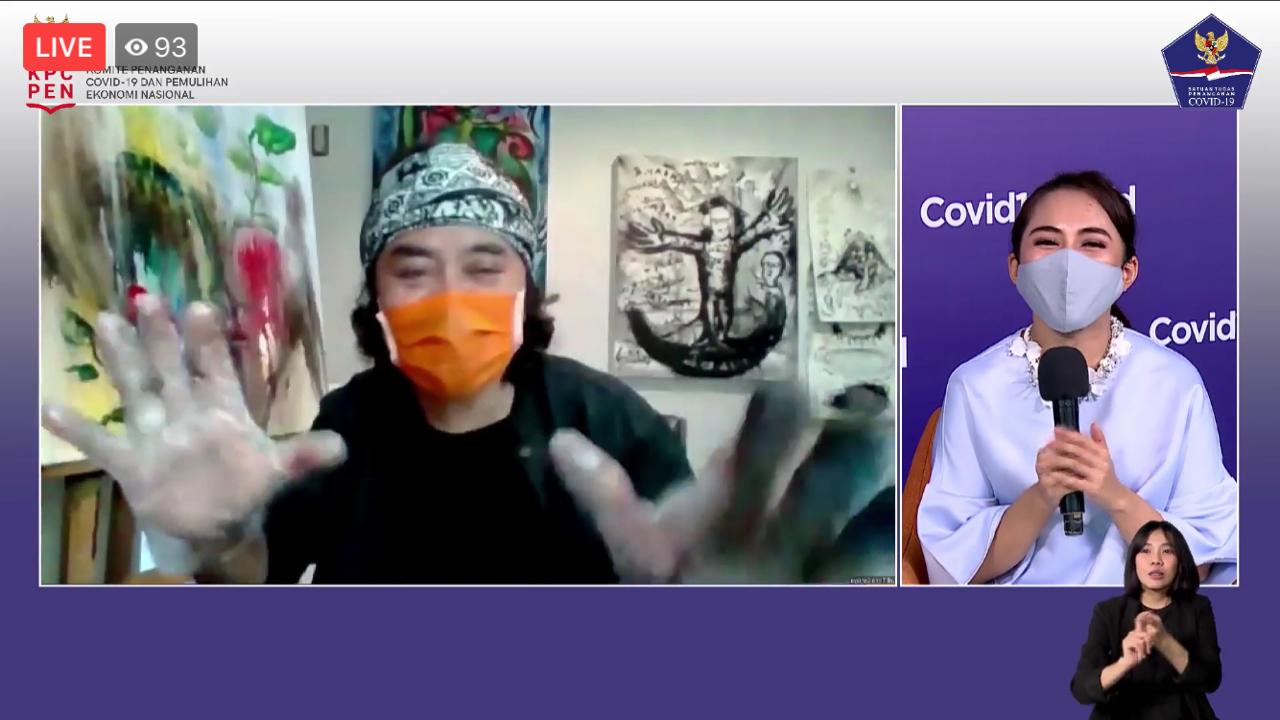 LIVE
93
KPC
PEN
KOMITE PENANGANAN
COVID-19 DAN PEMULIHAN
EKONOMI NASIONAL
SATUAN TUGAS
PENANGANAN
COVID-19
Covid1
d
Covid